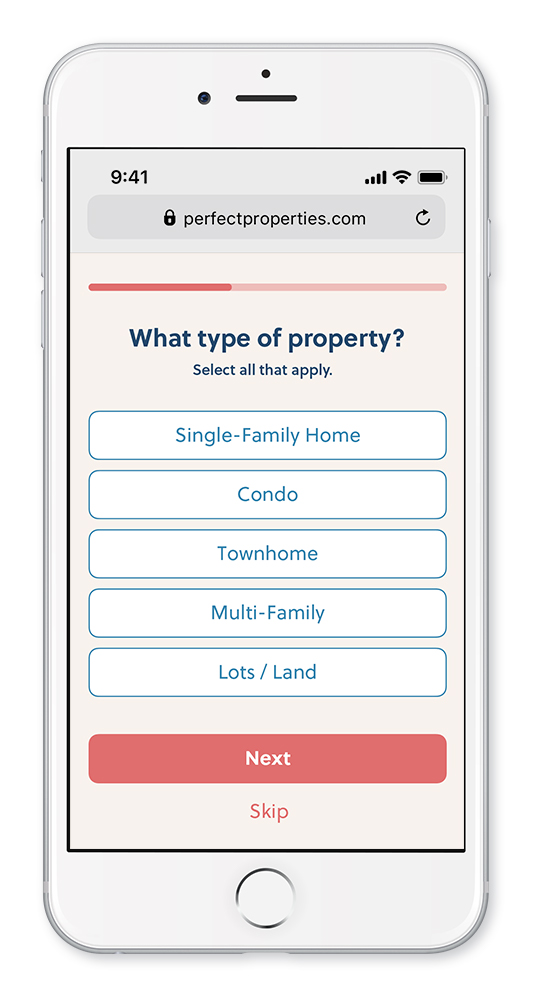 9:41
perfectproperties.com
What type of property?
Select all that apply.
Single-Family Home
Condo
Townhome
Multi-Family
Lots / Land
Next
Skip